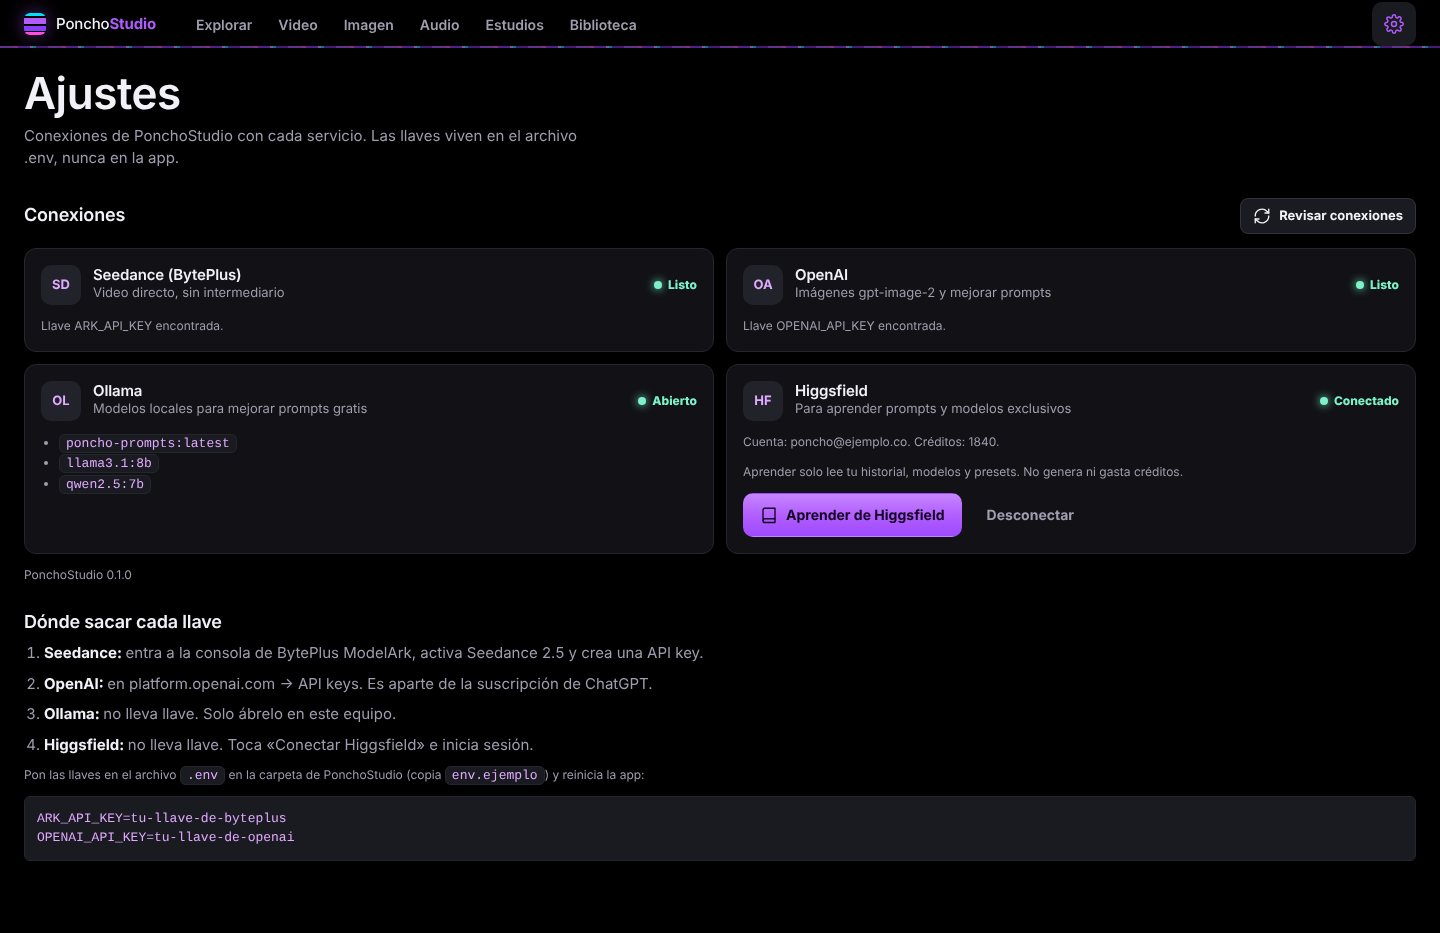 PonchoStudio
Explorar
Video
Imagen
Audio
Estudios
Biblioteca
Ajustes
Conexiones de PonchoStudio con cada servicio. Las llaves viven en el archivo
.env, nunca en la app.
Conexiones
Revisar conexiones
SD
Seedance (BytePlus)
Video directo, sin intermediario
Listo
Llave ARK_API_KEY encontrada.
OA
OpenAI
Imágenes gpt-image-2 y mejorar prompts
Listo
Llave OPENAI_API_KEY encontrada.
OL
Ollama
Modelos locales para mejorar prompts gratis
Abierto
• poncho-prompts:latest
• llama3.1:8b
• qwen2.5:7b
HF
Higgsfield
Para aprender prompts y modelos exclusivos
Conectado
Cuenta: poncho@ejemplo.co. Créditos: 1840.
Aprender solo lee tu historial, modelos y presets. No genera ni gasta créditos.
Aprender de Higgsfield
Desconectar
PonchoStudio 0.1.0
Dónde sacar cada llave
1. Seedance: entra a la consola de BytePlus ModelArk, activa Seedance 2.5 y crea una API key.
2. OpenAI: en platform.openai.com → API keys. Es aparte de la suscripción de ChatGPT.
3. Ollama: no lleva llave. Solo ábrelo en este equipo.
4. Higgsfield: no lleva llave. Toca «Conectar Higgsfield» e inicia sesión.
Pon las llaves en el archivo .env en la carpeta de PonchoStudio (copia env.ejemplo) y reinicia la app:
ARK_API_KEY=tu-llave-de-byteplus
OPENAI_API_KEY=tu-llave-de-openai